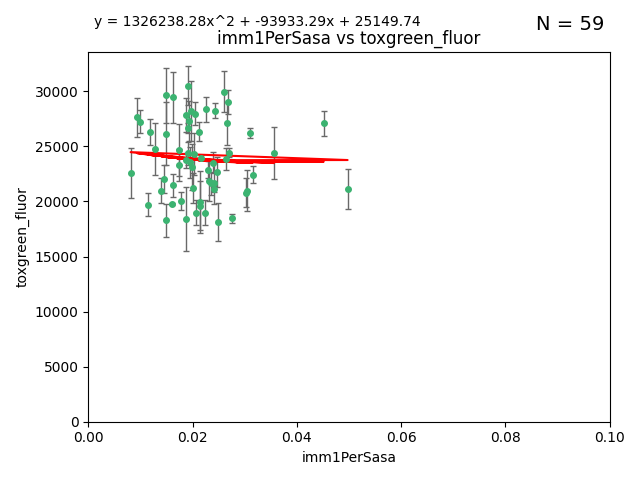 y = 1326238.28x^2 + -93933.29x + 25149.74
N = 59
imm1PerSasa vs toxgreen_fluor
30000
25000
20000
15000
10000
5000
0
toxgreen_fluor
0.00 0.02 0.04 0.06 0.08 0.10
imm1PerSasa